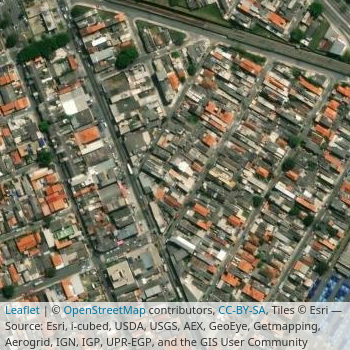 Leaflet | © OpenStreetMap contributors, CC-BY-SA, Tiles © Esri —
Source: Esri, i-cubed, USDA, USGS, AEX, GeoEye, Getmapping,
Aerogrid, IGN, IGP, UPR-EGP, and the GIS User Community